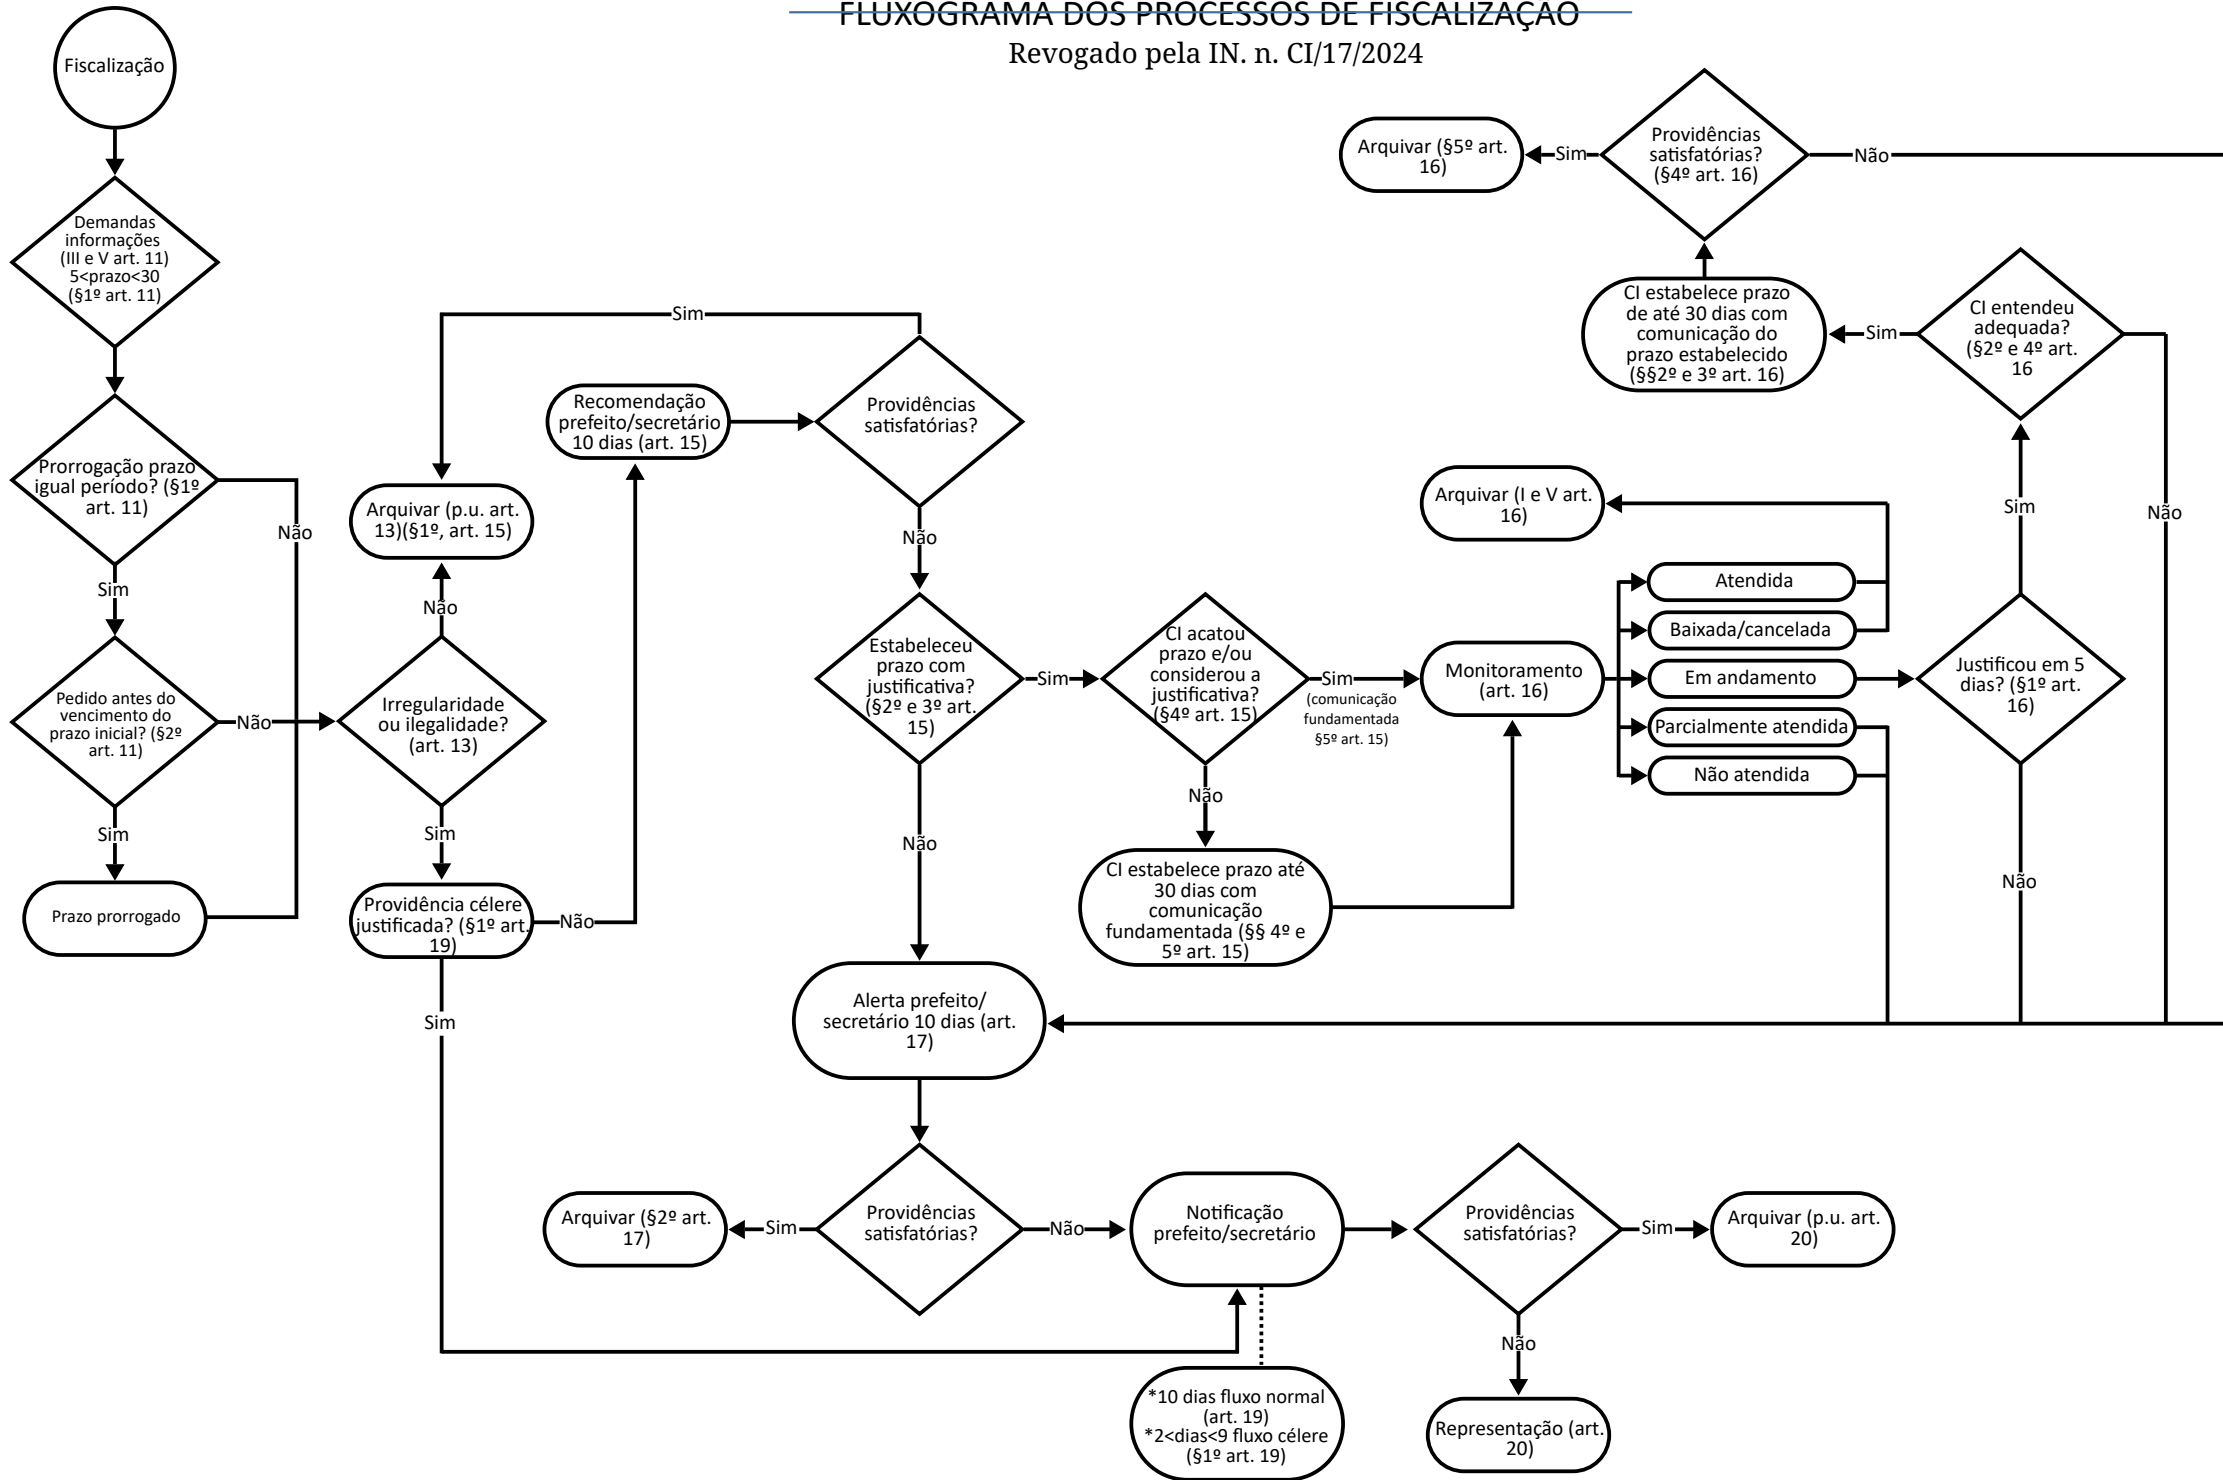 FLUXOGRAMA DOS PROCESSOS DE FISCALIZAÇÃO
Revogado pela IN. n. CI/17/2024
Fiscalização
Demandas
informações
(III e V art. 11)
5<prazo<30
(§1º art. 11)
Prorrogação prazo
igual período? (§1º
art. 11)
Não
Sim
Pedido antes do
vencimento do
prazo inicial? (§2º
art. 11)
Não
Sim
Prazo prorrogado
Sim
Arquivar (p.u. art.
13)(§1º, art. 15)
Não
Irregularidade
ou ilegalidade?
(art. 13)
Sim
Providência célere
justificada? (§1º art.
19)
Não
Sim
Recomendação
prefeito/secretário
10 dias (art. 15)
Providências
satisfatórias?
Não
Estabeleceu
prazo com
justificativa?
(§2º e 3º art.
15)
Sim
Não
CI acatou
prazo e/ou
considerou a
justificativa?
(§4º art. 15)
Sim
(comunicação
fundamentada
§5º art. 15)
Não
CI estabelece prazo até
30 dias com
comunicação
fundamentada (§§ 4º e
5º art. 15)
Monitoramento
(art. 16)
Arquivar (I e V art.
16)
Atendida
Baixada/cancelada
Em andamento
Parcialmente atendida
Não atendida
Justificou em 5
dias? (§1º art.
16)
Sim
Não
CI entendeu
adequada?
(§2º e 4º art.
16
Sim
Não
CI estabelece prazo
de até 30 dias com
comunicação do
prazo estabelecido
(§§2º e 3º art. 16)
Providências
satisfatórias?
(§4º art. 16)
Sim
Não
Arquivar (§5º art.
16)
Alerta prefeito/
secretário 10 dias (art.
17)
Providências
satisfatórias?
Sim
Arquivar (§2º art.
17)
Não
Notificação
prefeito/secretário
*10 dias fluxo normal
(art. 19)
*2<dias<9 fluxo célere
(§1º art. 19)
Providências
satisfatórias?
Sim
Arquivar (p.u. art.
20)
Não
Representação (art.
20)